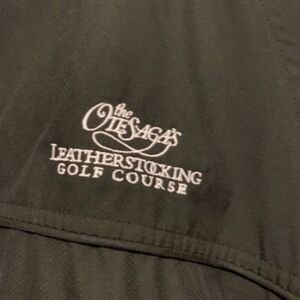 the
OTESAGA'S
LEATHERSTOCKING
GOLF COURSE